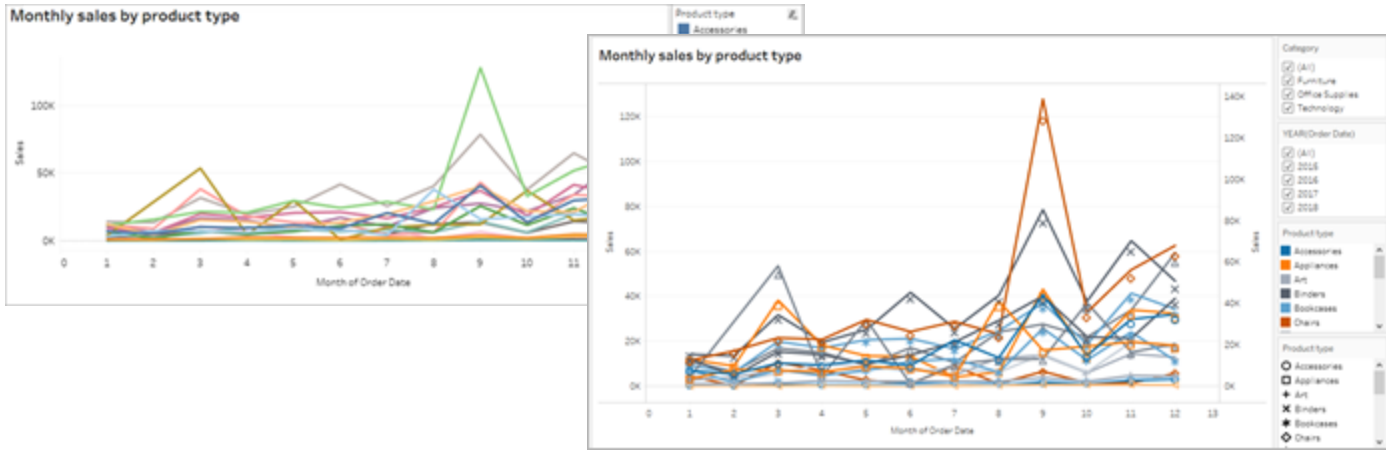 Monthly sales by product type
Product type
Accessories
100K
50K
0K
Sales
0 1 2 3 4 5 6 7 8 9 10 11
Month of Order Date
Monthly sales by product type
120K
100K
80K
60K
40K
20K
0K
Sales
140K
120K
100K
80K
60K
40K
20K
0K
Sales
0 1 2 3 4 5 6 7 8 9 10 11 12 13
Month of Order Date
Category
(All)
Furniture
Office Supplies
Technology
YEAR(Order Date)
(All)
2015
2016
2017
2018
Product type
Accessories
Appliances
Art
Binders
Bookcases
Chairs
Product type
Accessories
Appliances
Art
Binders
Bookcases
Chairs